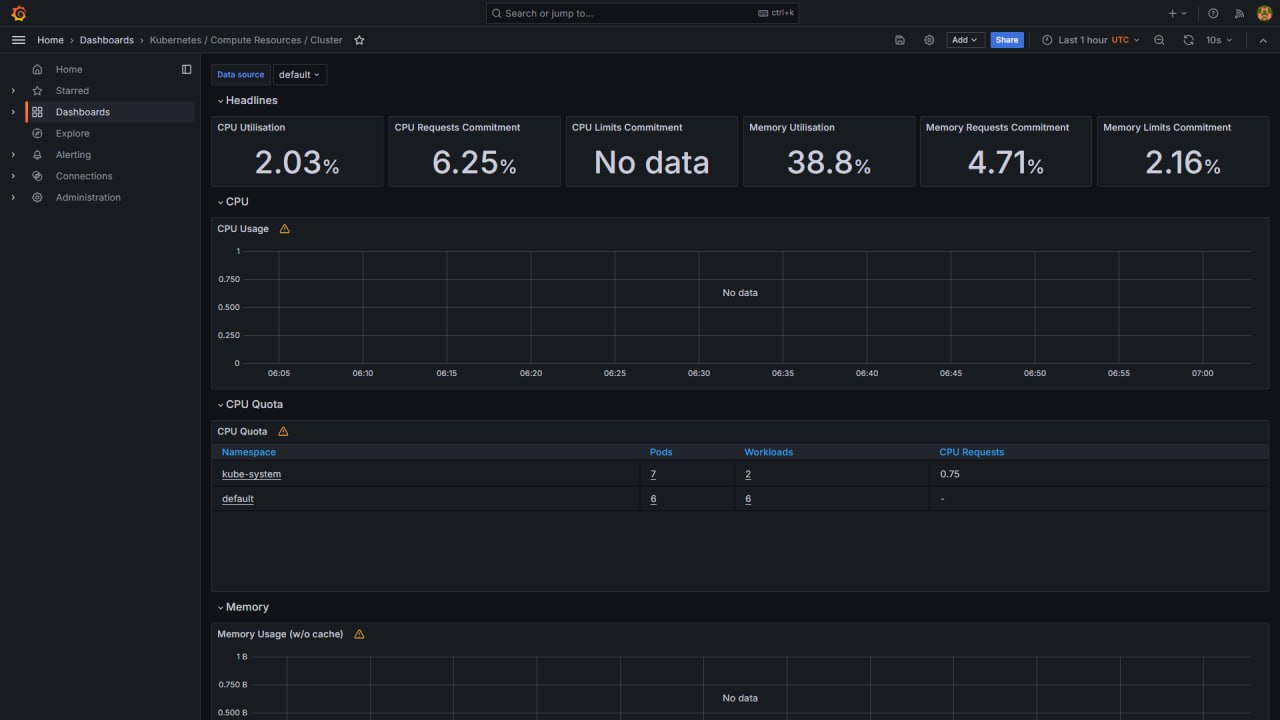 Search or jump to...
ctrl+k
Home › Dashboards › Kubernetes / Compute Resources / Cluster
Add
Share
Last 1 hour UTC
10s
Home
Starred
Dashboards
Explore
Alerting
Connections
Administration
Data source
default
Headlines
CPU Utilisation
2.03%
CPU Requests Commitment
6.25%
CPU Limits Commitment
No data
Memory Utilisation
38.8%
Memory Requests Commitment
4.71%
Memory Limits Commitment
2.16%
CPU
CPU Usage
1
0.750
0.500
0.250
0
No data
06:05 06:10 06:15 06:20 06:25 06:30 06:35 06:40 06:45 06:50 06:55 07:00
CPU Quota
CPU Quota
Namespace Pods Workloads CPU Requests
kube-system 7 2 0.75
default 6 6 -
Memory
Memory Usage (w/o cache)
1 B
0.750 B
0.500 B
No data